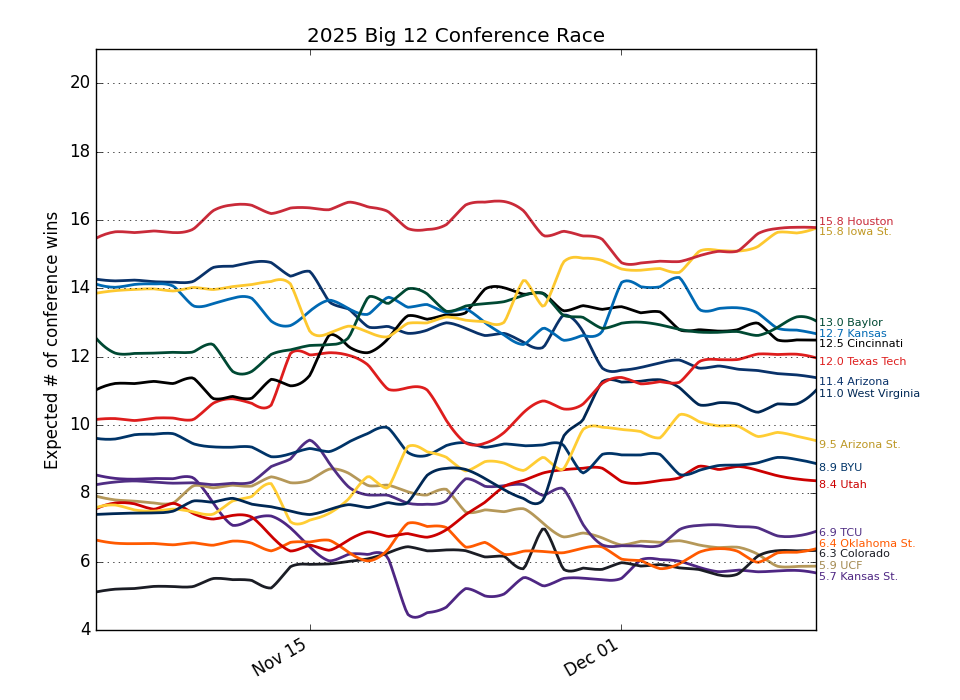 2025 Big 12 Conference Race
Expected # of conference wins
20
18
16
14
12
10
8
6
4
15.8 Houston
15.8 Iowa St.
13.0 Baylor
12.7 Kansas
12.5 Cincinnati
12.0 Texas Tech
11.4 Arizona
11.0 West Virginia
9.5 Arizona St.
8.9 BYU
8.4 Utah
6.9 TCU
6.4 Oklahoma St.
6.3 Colorado
5.9 UCF
5.7 Kansas St.
Nov 15
Dec 01